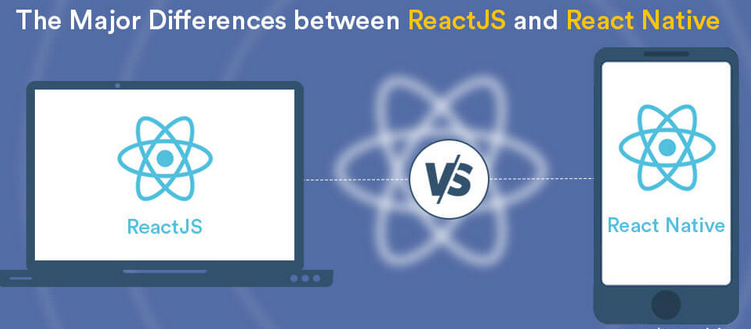 The Major Differences between ReactJS and React Native
ReactJS
VS
React Native